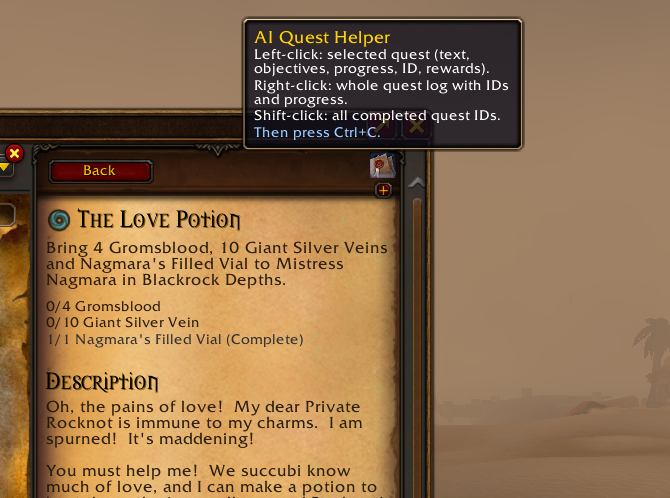 AI Quest Helper
Left-click: selected quest (text,
objectives, progress, ID, rewards).
Right-click: whole quest log with IDs
and progress.
Shift-click: all completed quest IDs.
Then press Ctrl+C.
Back
The Love Potion
Bring 4 Gromsblood, 10 Giant Silver Veins
and Nagmara's Filled Vial to Mistress
Nagmara in Blackrock Depths.
0/4 Gromsblood
0/10 Giant Silver Vein
1/1 Nagmara's Filled Vial (Complete)
Description
Oh, the pains of love!  My dear Private
Rocknot is immune to my charms.  I am
spurned!  It's maddening!
You must help me!  We succubi know
much of love, and I can make a potion to